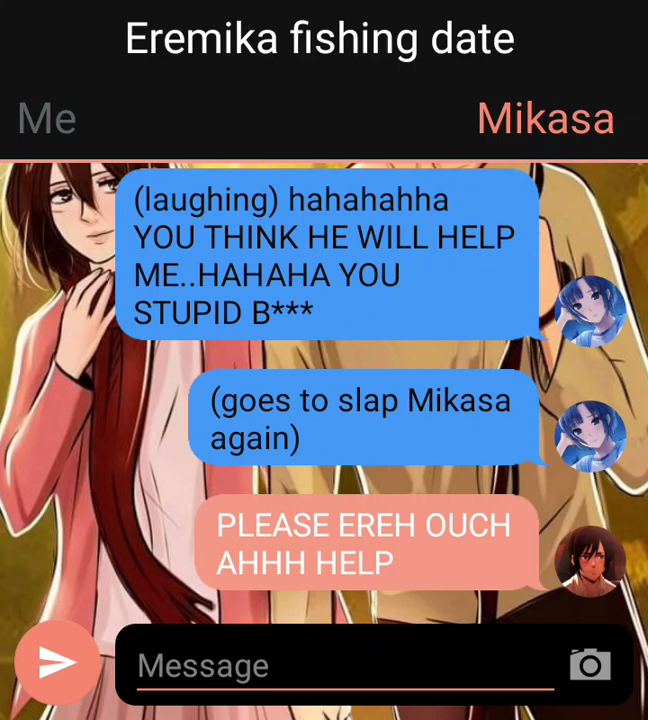 Eremika fishing date
Me
Mikasa
(laughing) hahahahha
YOU THINK HE WILL HELP
ME..HAHAHA YOU
STUPID B***
(goes to slap Mikasa
again)
PLEASE EREH OUCH
AHHH HELP
Message